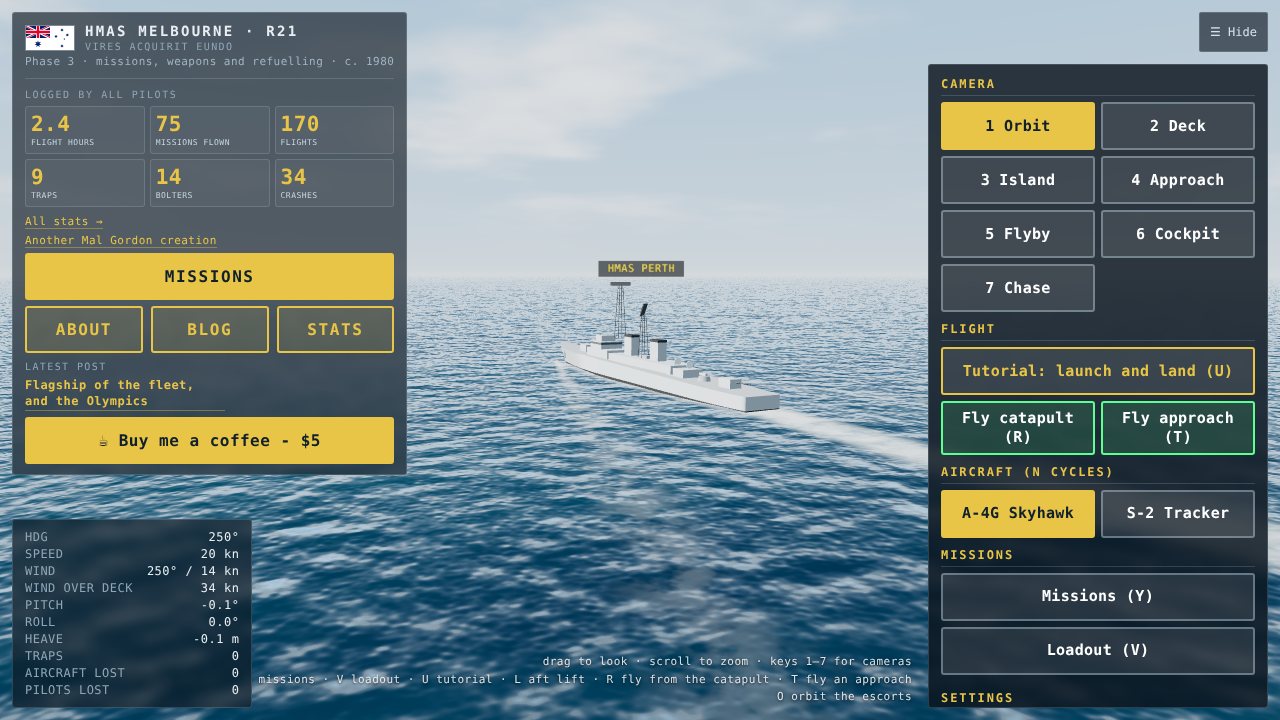 HMAS MELBOURNE · R21
VIRES ACQUIRIT EUNDO
Phase 3 · missions, weapons and refuelling · c. 1980
LOGGED BY ALL PILOTS
2.4
FLIGHT HOURS
75
MISSIONS FLOWN
170
FLIGHTS
9
TRAPS
14
BOLTERS
34
CRASHES
All stats →
Another Mal Gordon creation
MISSIONS
ABOUT
BLOG
STATS
LATEST POST
Flagship of the fleet,
and the Olympics
☕ Buy me a coffee - $5
HDG 250°
SPEED 20 kn
WIND 250° / 14 kn
WIND OVER DECK 34 kn
PITCH -0.1°
ROLL 0.0°
HEAVE -0.1 m
TRAPS 0
AIRCRAFT LOST 0
PILOTS LOST 0
HMAS PERTH
drag to look · scroll to zoom · keys 1–7 for cameras
missions · V loadout · U tutorial · L aft lift · R fly from the catapult · T fly an approach
O orbit the escorts
☰ Hide
CAMERA
1 Orbit
2 Deck
3 Island
4 Approach
5 Flyby
6 Cockpit
7 Chase
FLIGHT
Tutorial: launch and land (U)
Fly catapult
(R)
Fly approach
(T)
AIRCRAFT (N CYCLES)
A-4G Skyhawk
S-2 Tracker
MISSIONS
Missions (Y)
Loadout (V)
SETTINGS